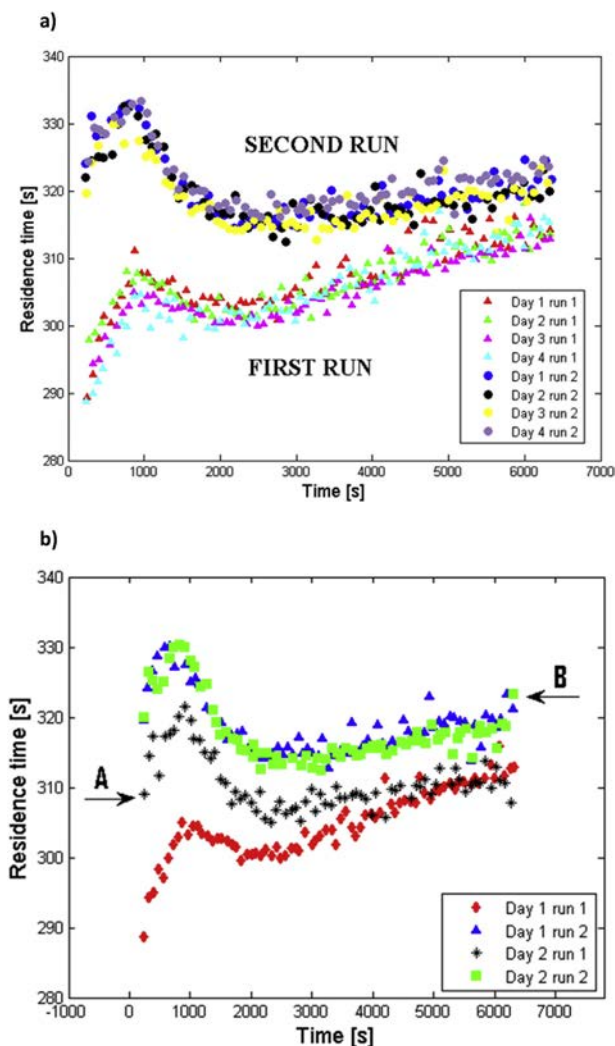 a)
340
330
320
310
300
290
280
Residence time [s]
SECOND RUN
FIRST RUN
Day 1 run 1
Day 2 run 1
Day 3 run 1
Day 4 run 1
Day 1 run 2
Day 2 run 2
Day 3 run 2
Day 4 run 2
0 1000 2000 3000 4000 5000 6000 7000
Time [s]
b)
340
330
320
310
300
290
280
Residence time [s]
A
B
Day 1 run 1
Day 1 run 2
Day 2 run 1
Day 2 run 2
-1000 0 1000 2000 3000 4000 5000 6000 7000 8000
Time [s]